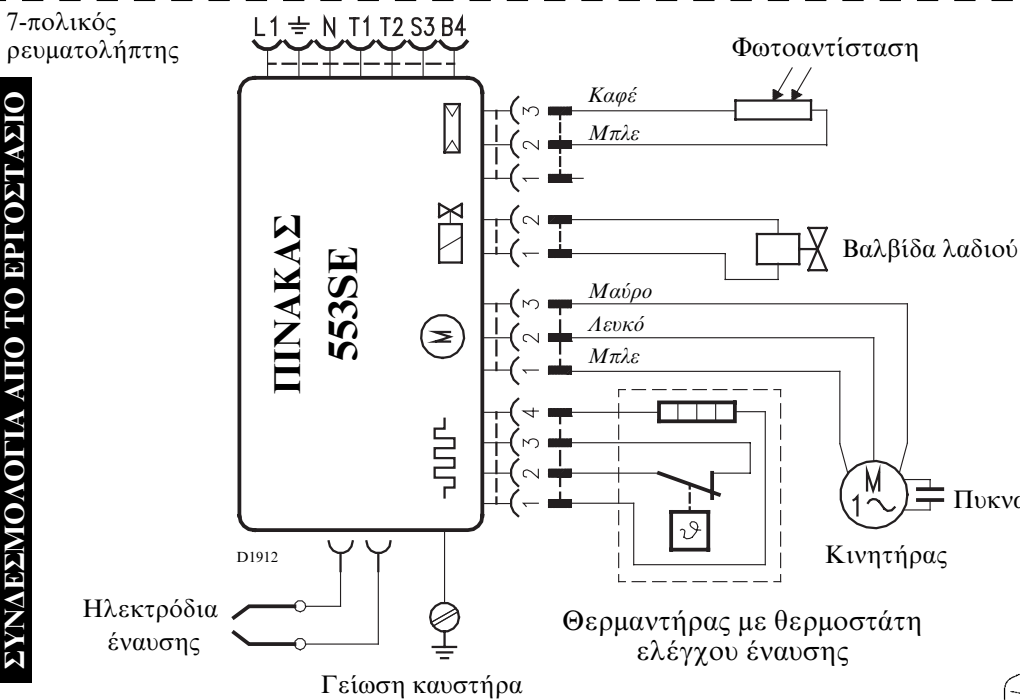 7-πολικός
ρευματολήπτης
L1 N T1 T2 S3 B4
ΣΥΝΔΕΣΜΟΛΟΓΙΑ ΑΠΟ ΤΟ ΕΡΓΟΣΤΑΣΙΟ
ΠΙΝΑΚΑΣ
553SE
Φωτοαντίσταση
3 Καφέ
2 Μπλε
1
2
1
Βαλβίδα λαδιού
3 Μαύρο
2 Λευκό
1 Μπλε
M
4
3
2
1
ϑ
M
1~
Κινητήρας
D1912
Ηλεκτρόδια
έναυσης
Γείωση καυστήρα
Θερμαντήρας με θερμοστάτη
ελέγχου έναυσης